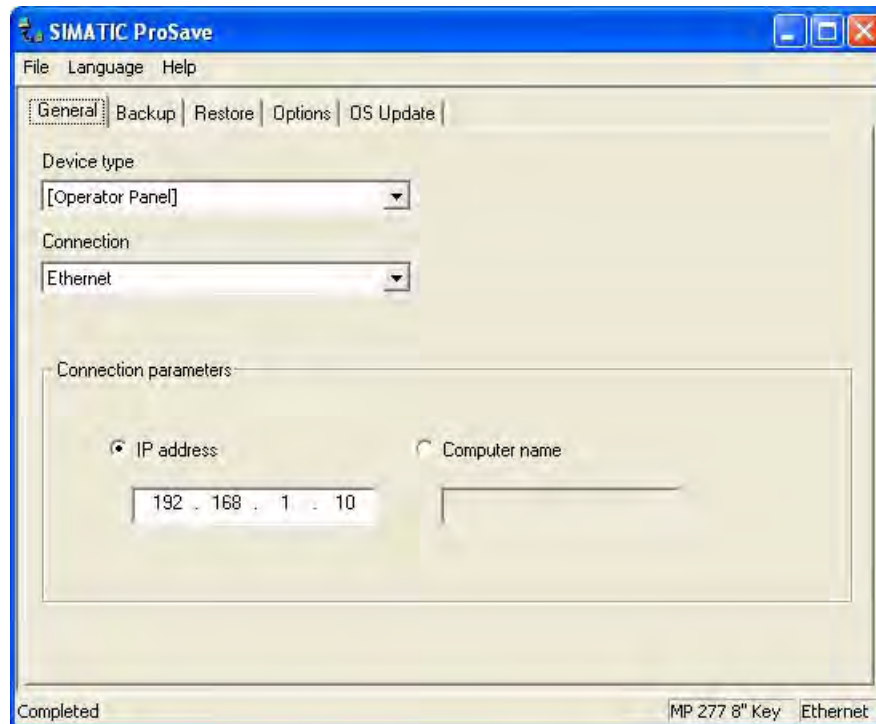 SIMATIC ProSave
File Language Help
General Backup Restore Options OS Update
Device type
[Operator Panel]
Connection
Ethernet
Connection parameters
IP address Computer name
192 . 168 . 1 . 10
Completed MP 277 8" Key Ethernet